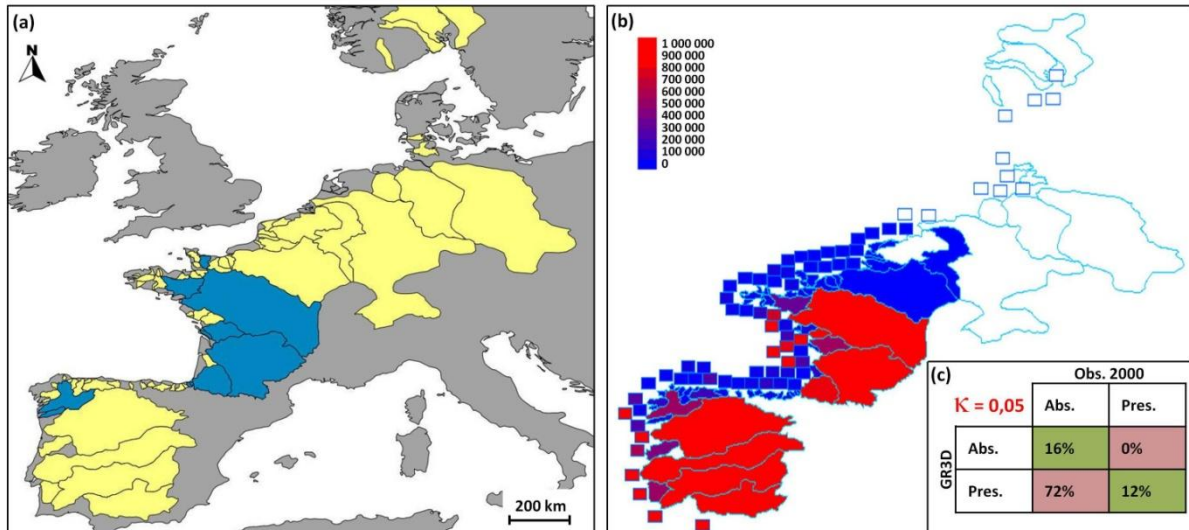 (a)
N
200 km
(b)
1 000 000
900 000
800 000
700 000
600 000
500 000
400 000
300 000
200 000
100 000
0
(c)
Obs. 2000
K = 0,05
Abs. Pres.
GR3D
Abs. 16% 0%
Pres. 72% 12%